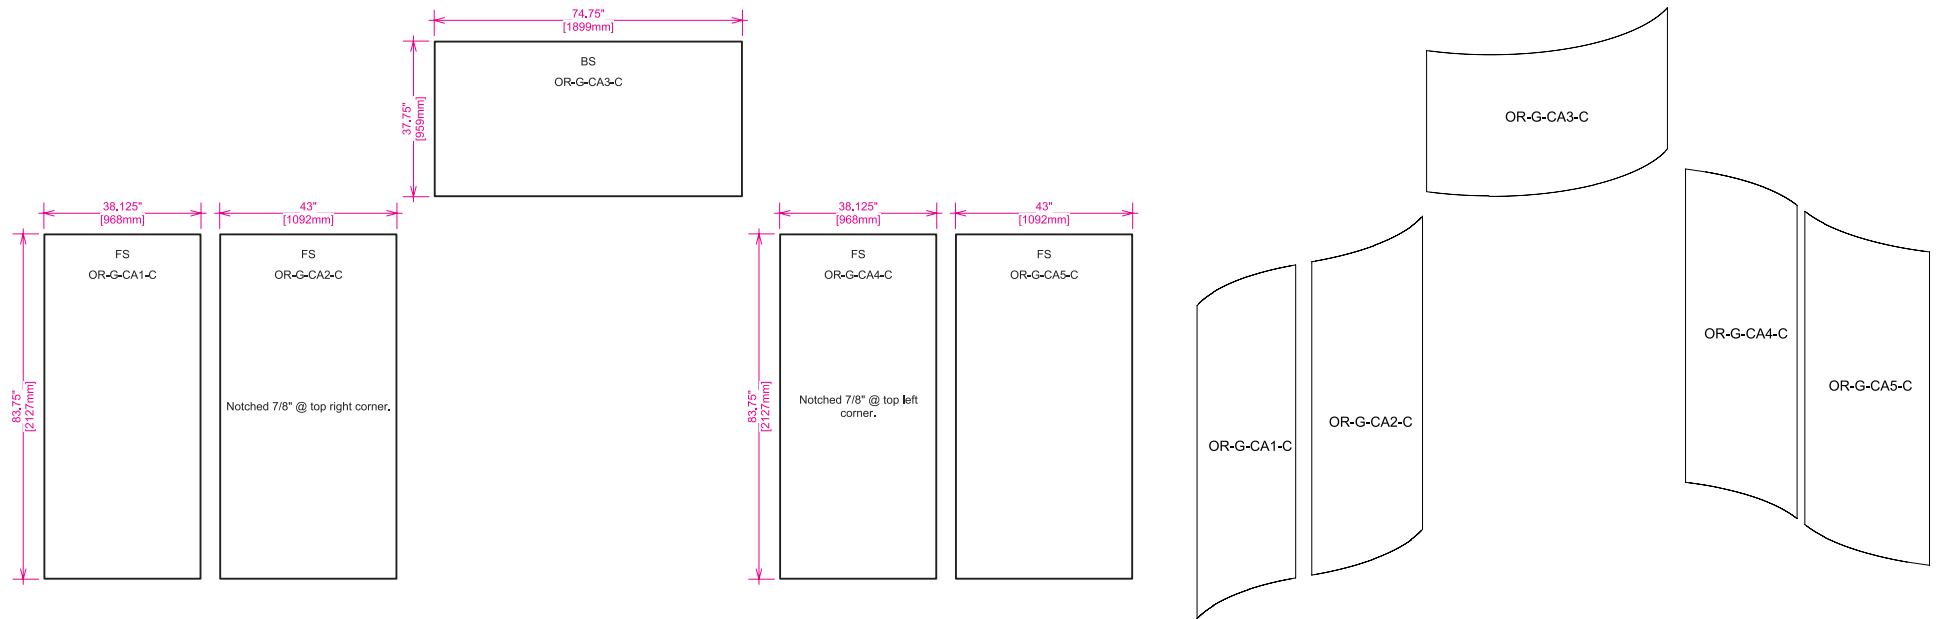 74.75"
[1899mm]
37.75"
[959mm]
BS
OR-G-CA3-C
38.125"
[968mm]
43"
[1092mm]
83.75"
[2127mm]
FS
OR-G-CA1-C
FS
OR-G-CA2-C
Notched 7/8" @ top right corner.
38.125"
[968mm]
43"
[1092mm]
83.75"
[2127mm]
FS
OR-G-CA4-C
Notched 7/8" @ top left
corner.
FS
OR-G-CA5-C
OR-G-CA3-C
OR-G-CA1-C
OR-G-CA2-C
OR-G-CA4-C
OR-G-CA5-C